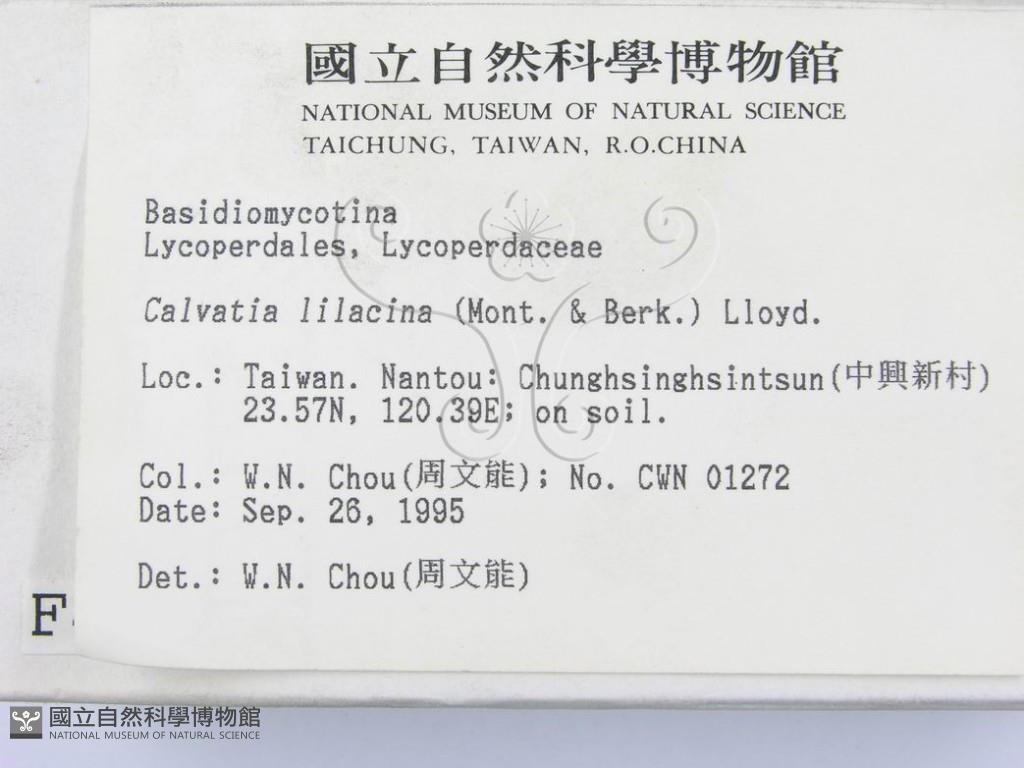 國立自然科學博物館
NATIONAL MUSEUM OF NATURAL SCIENCE
TAICHUNG, TAIWAN, R.O.CHINA
Basidiomycotina
Lycoperdales, Lycoperdaceae
Calvatia lilacina (Mont. & Berk.) Lloyd.
Loc.: Taiwan. Nantou: Chunghsinghsintsun(中興新村)
23.57N, 120.39E; on soil.
Col.: W.N. Chou(周文能); No. CWN 01272
Date: Sep. 26, 1995
Det.: W.N. Chou(周文能)
F
國立自然科學博物館
NATIONAL MUSEUM OF NATURAL SCIENCE